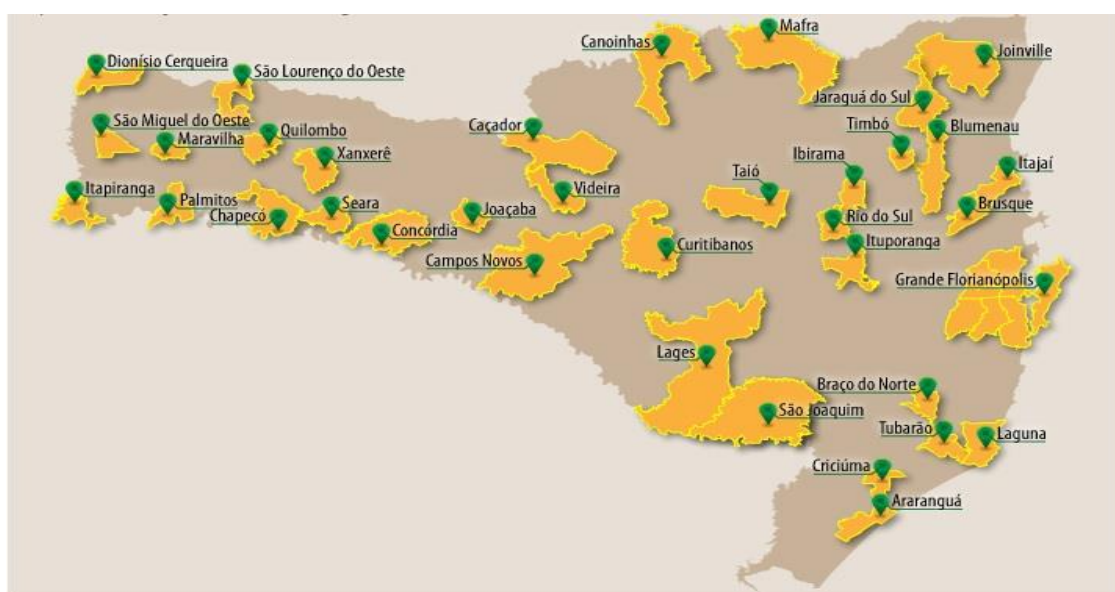 Mafra
Canoinhas
Joinville
Dionísio Cerqueira
São Lourenço do Oeste
Jaraguá do Sul
São Miguel do Oeste
Maravilha
Quilombo
Caçador
Timbó
Blumenau
Xanxerê
Ibirama
Itajaí
Taió
Itapiranga
Palmitos
Videira
Chapecó
Seara
Joaçaba
Brusque
Rio do Sul
Concórdia
Curitibanos
Ituporanga
Campos Novos
Grande Florianópolis
Lages
Braço do Norte
São Joaquim
Tubarão
Laguna
Criciúma
Araranguá